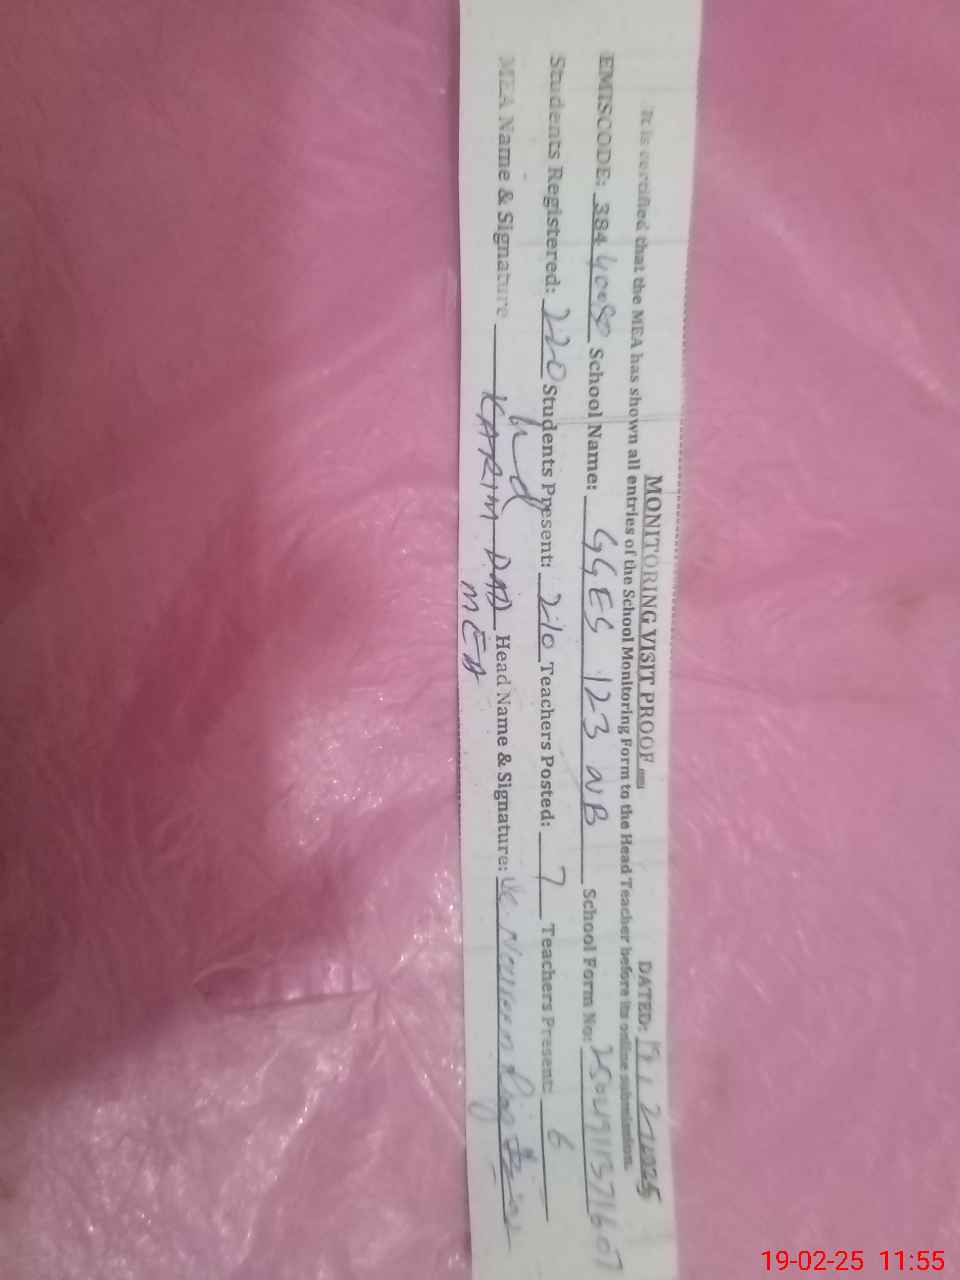 MONITORING VISIT PROOF DATED: 19/2/2025
It is certified that the MEA has shown all entries of the School Monitoring Form to the Head Teacher before its online submission.
EMISCODE: 38440080 School Name: GGES 123 NB School Form No:
Students Registered: 220 Students Present: 210 Teachers Posted: 7 Teachers Present: 6
MEA Name & Signature KARIM DAD Head Name & Signature:
MEA
19-02-25 11:55